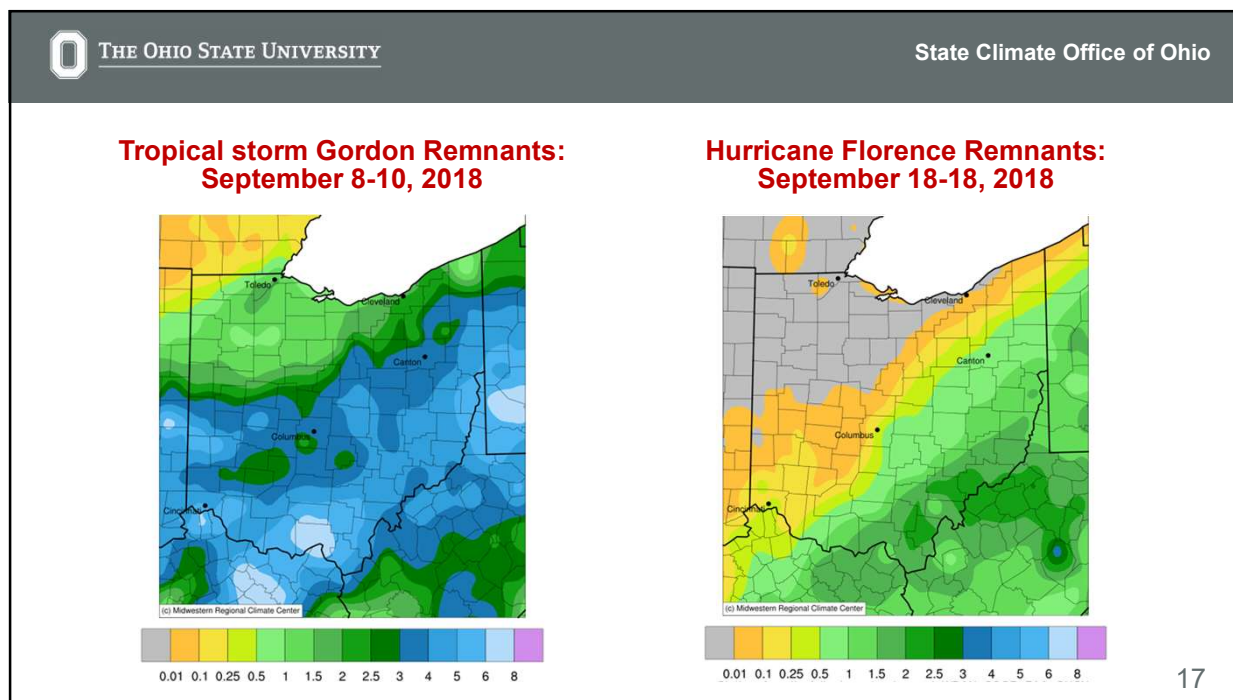 THE OHIO STATE UNIVERSITY
State Climate Office of Ohio
Tropical storm Gordon Remnants:
September 8-10, 2018
Toledo
Cleveland
Canton
Columbus
Cincinnati
(c) Midwestern Regional Climate Center
0.01 0.1 0.25 0.5 1 1.5 2 2.5 3 4 5 6 8
Hurricane Florence Remnants:
September 18-18, 2018
Toledo
Cleveland
Canton
Columbus
Cincinnati
(c) Midwestern Regional Climate Center
0.01 0.1 0.25 0.5 1 1.5 2 2.5 3 4 5 6 8
17